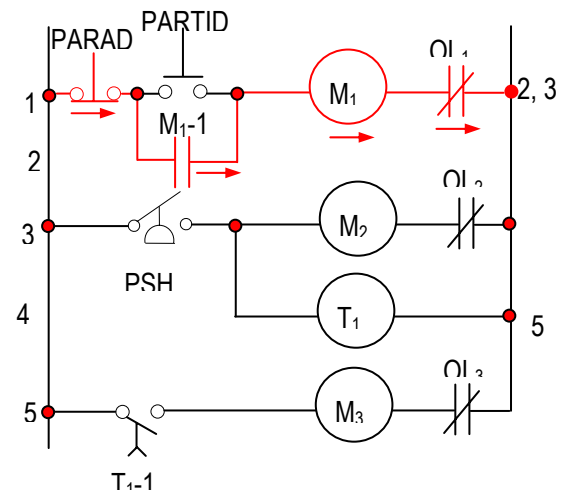 PARTID
PARAD
OL1
1
M1
2, 3
M1-1
2
OL2
3
M2
PSH
4
T1
5
OL3
5
M3
T1-1